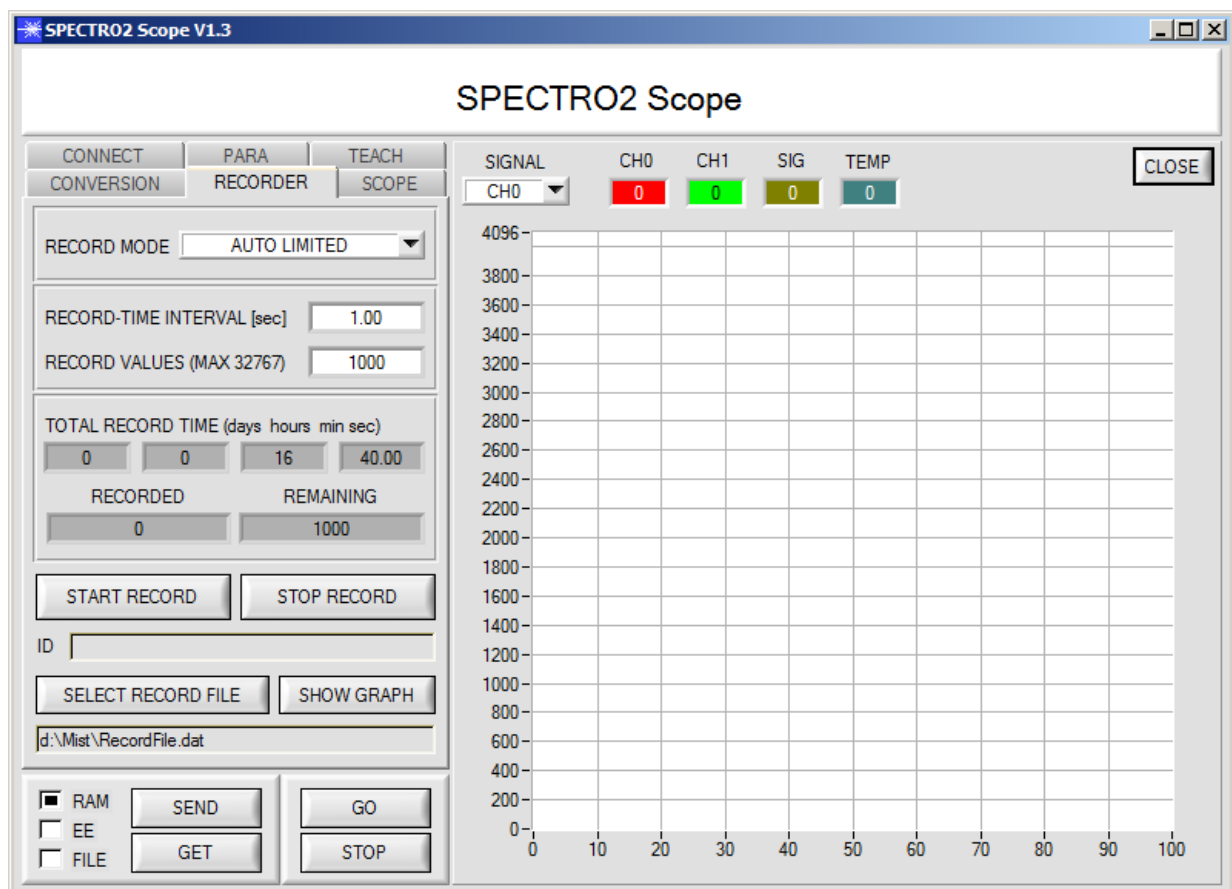 SPECTRO2 Scope V1.3
SPECTRO2 Scope
CONNECT PARA TEACH
CONVERSION RECORDER SCOPE
RECORD MODE AUTO LIMITED
RECORD-TIME INTERVAL [sec] 1.00
RECORD VALUES (MAX 32767) 1000
TOTAL RECORD TIME (days hours min sec)
0 0 16 40.00
RECORDED REMAINING
0 1000
START RECORD STOP RECORD
ID
SELECT RECORD FILE SHOW GRAPH
d:\Mist\RecordFile.dat
RAM
EE
FILE
SEND
GET
GO
STOP
SIGNAL CH0 CH1 SIG TEMP
CH0 0 0 0 0
CLOSE
4096
3800
3600
3400
3200
3000
2800
2600
2400
2200
2000
1800
1600
1400
1200
1000
800
600
400
200
0
0 10 20 30 40 50 60 70 80 90 100